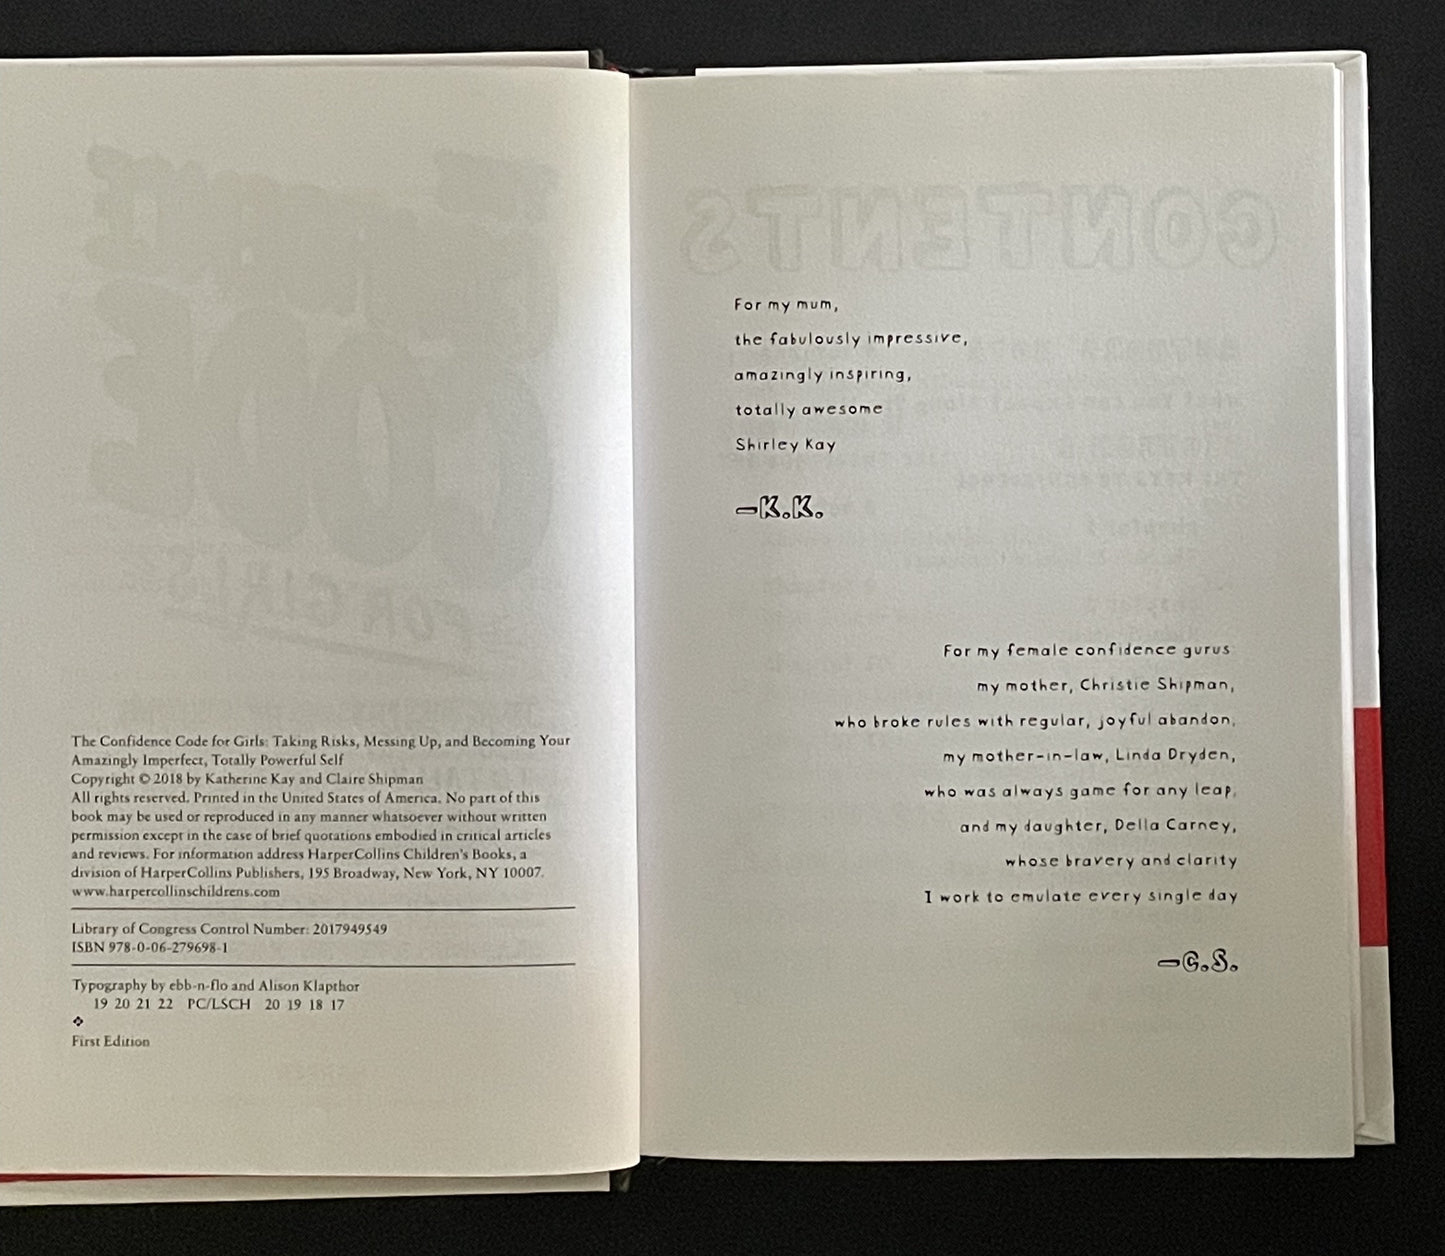 The Confidence Code for Girls: Taking Risks, Messing Up, and Becoming Your
Amazingly Imperfect, Totally Powerful Self
Copyright © 2018 by Katherine Kay and Claire Shipman
All rights reserved. Printed in the United States of America. No part of this
book may be used or reproduced in any manner whatsoever without written
permission except in the case of brief quotations embodied in critical articles
and reviews. For information address HarperCollins Children's Books, a
division of HarperCollins Publishers, 195 Broadway, New York, NY 10007.
www.harpercollinschildrens.com
Library of Congress Control Number: 2017949549
ISBN 978-0-06-279698-1
Typography by ebb-n-flo and Alison Klapthor
19 20 21 22 PC/LSCH 20 19 18 17
❖
First Edition
CONTENTS
For my mum,
the fabulously impressive,
amazingly inspiring,
totally awesome
Shirley Kay
—K.K.
For my female confidence gurus
my mother, Christie Shipman,
who broke rules with regular, joyful abandon,
my mother-in-law, Linda Dryden,
who was always game for any leap,
and my daughter, Della Carney,
whose bravery and clarity
I work to emulate every single day
—C.S.